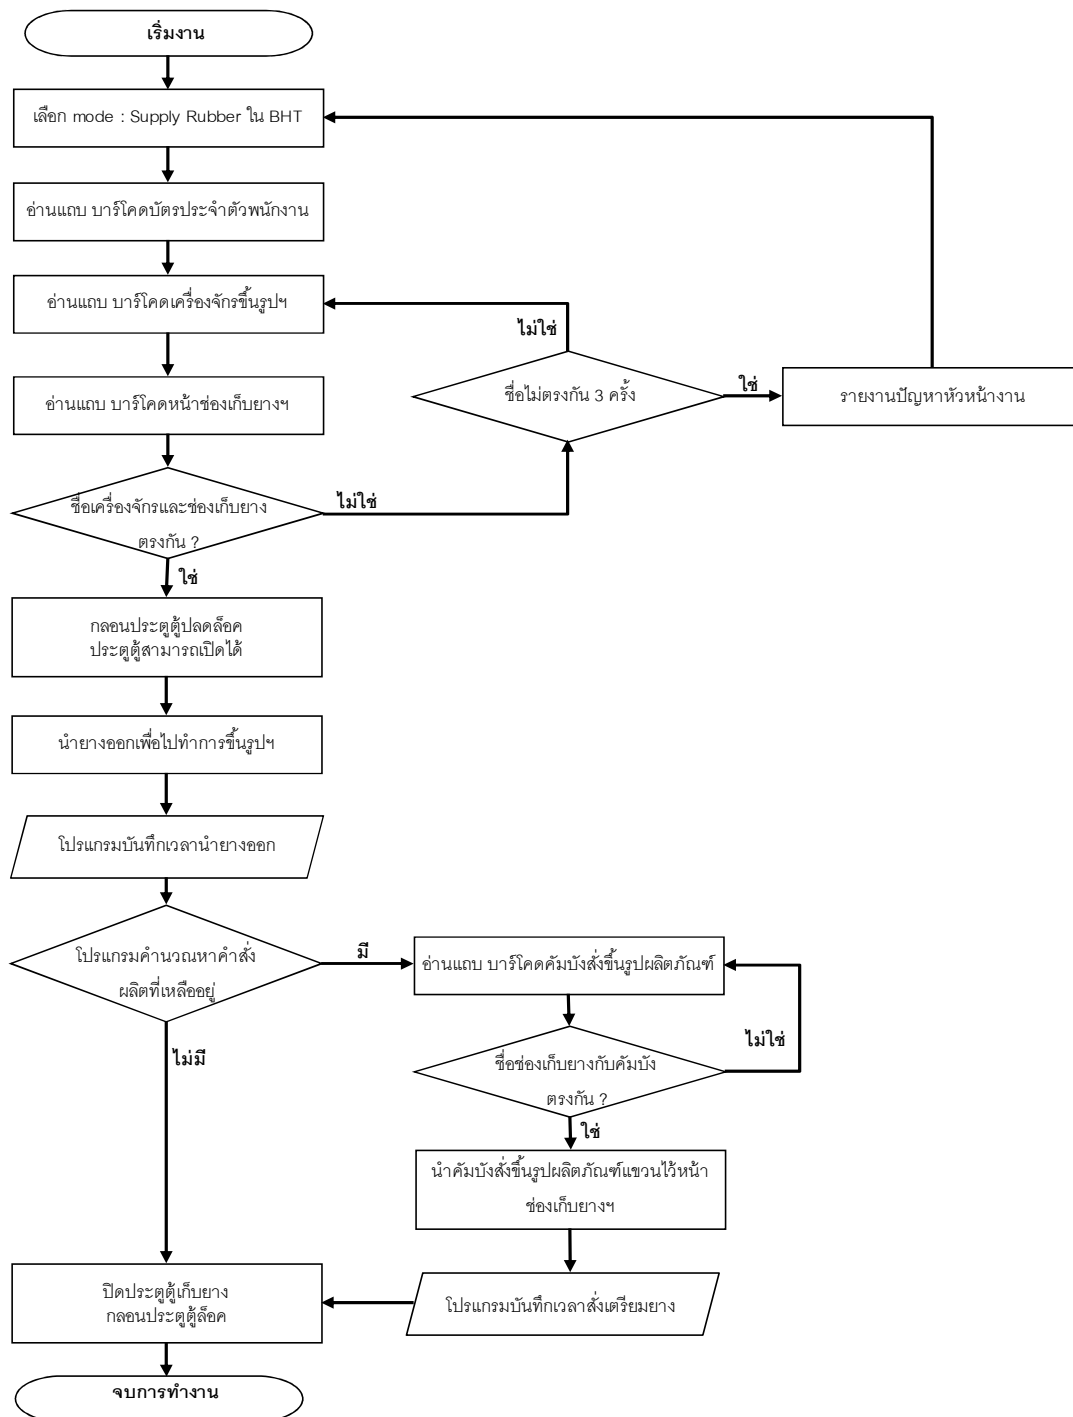 เริ่มงาน
เลือก mode : Supply Rubber ใน BHT
อ่านแถบ บาร์โคดบัตรประจำตัวพนักงาน
อ่านแถบ บาร์โคดเครื่องจักรขึ้นรูปฯ
ไม่ใช่
อ่านแถบ บาร์โคดหน้าช่องเก็บยางฯ
ชื่อไม่ตรงกัน 3 ครั้ง
ใช่
รายงานปัญหาหัวหน้างาน
ชื่อเครื่องจักรและช่องเก็บยาง
ตรงกัน ?
ไม่ใช่
ใช่
กลอนประตูตู้ปลดล็อค
ประตูตู้สามารถเปิดได้
นำยางออกเพื่อไปทำการขึ้นรูปฯ
โปรแกรมบันทึกเวลานำยางออก
โปรแกรมคำนวณหาคำสั่ง
ผลิตที่เหลืออยู่
มี
อ่านแถบ บาร์โคดคัมบังสั่งขึ้นรูปผลิตภัณฑ์
ไม่ใช่
ไม่มี
ชื่อช่องเก็บยางกับคัมบัง
ตรงกัน ?
ใช่
นำคัมบังสั่งขึ้นรูปผลิตภัณฑ์แขวนไว้หน้า
ช่องเก็บยางฯ
โปรแกรมบันทึกเวลาสั่งเตรียมยาง
ปิดประตูตู้เก็บยาง
กลอนประตูตู้ล็อค
จบการทำงาน